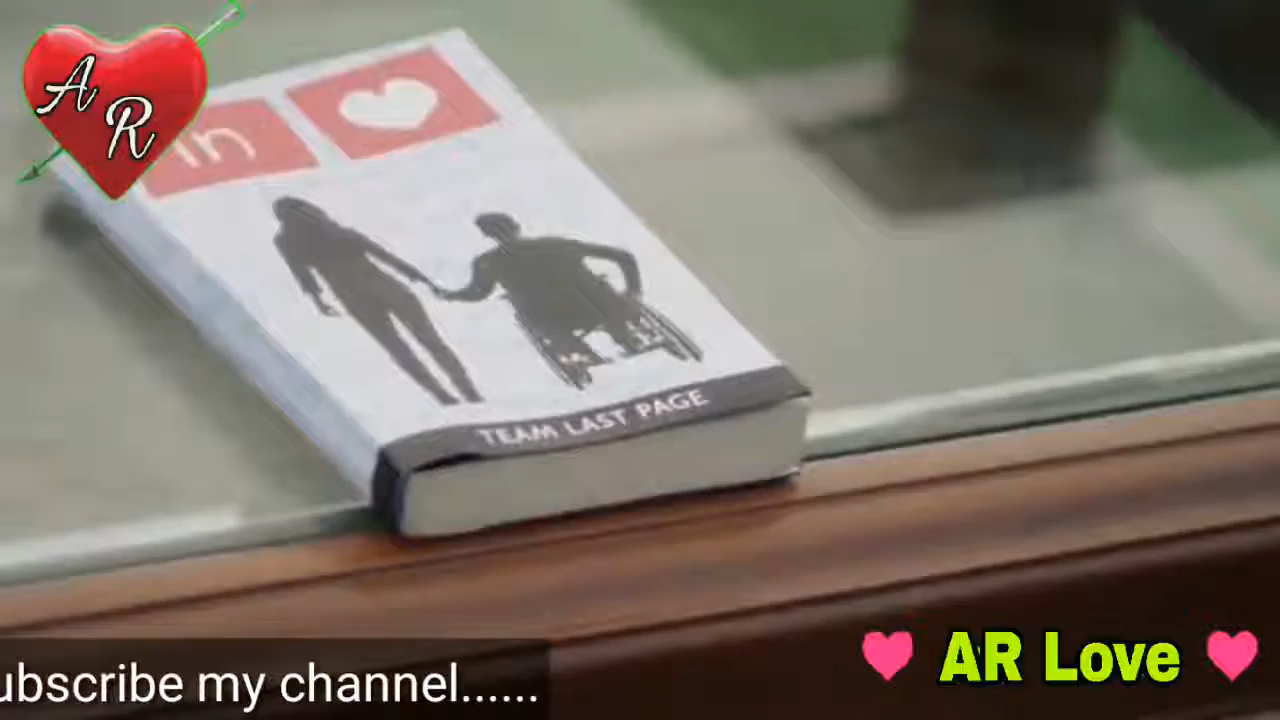 A
R
in
TEAM LAST PAGE
ubscribe my channel......
AR Love